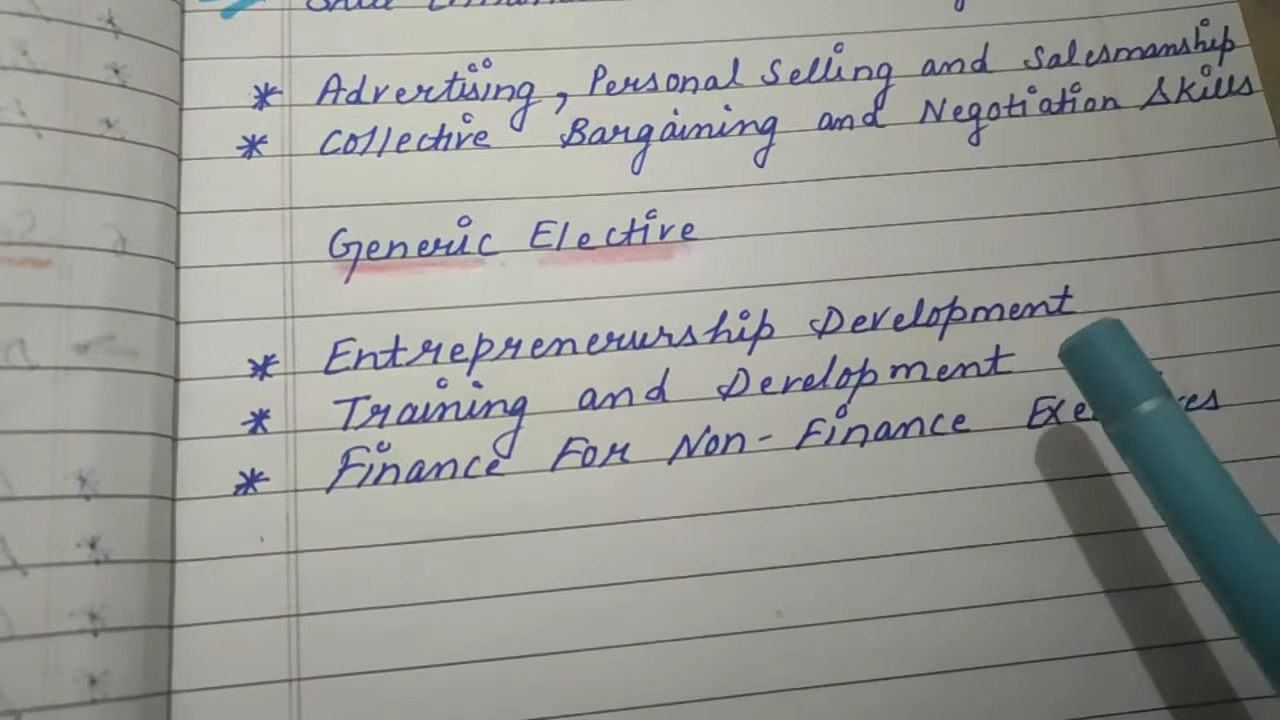 * Advertising, Personal Selling and Salesmanship
* Collective Bargaining and Negotiation Skills
Generic Elective
* Entreprenerurship Development
* Training and Development
* Finance For Non-Finance